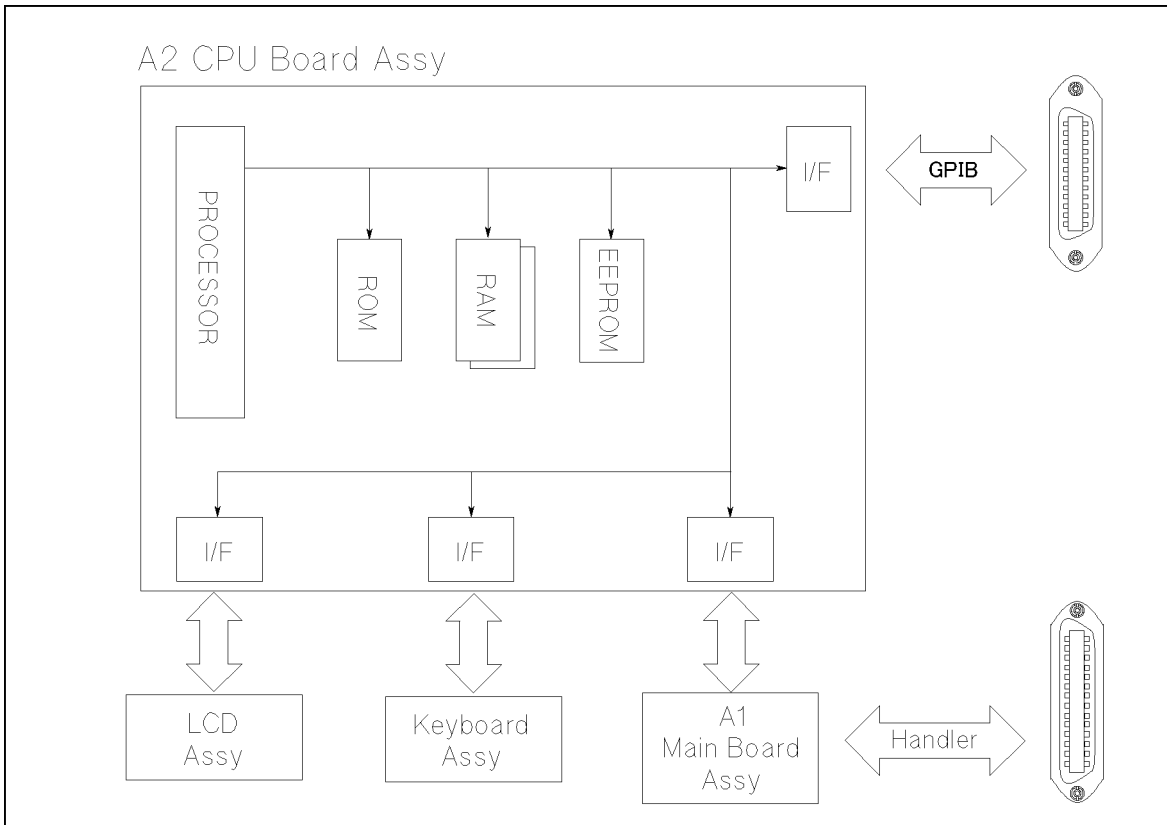 A2 CPU Board Assy
PROCESSOR
I/F
GPIB
ROM
RAM
EEPROM
I/F
I/F
I/F
LCD
Assy
Keyboard
Assy
A1
Main Board
Assy
Handler